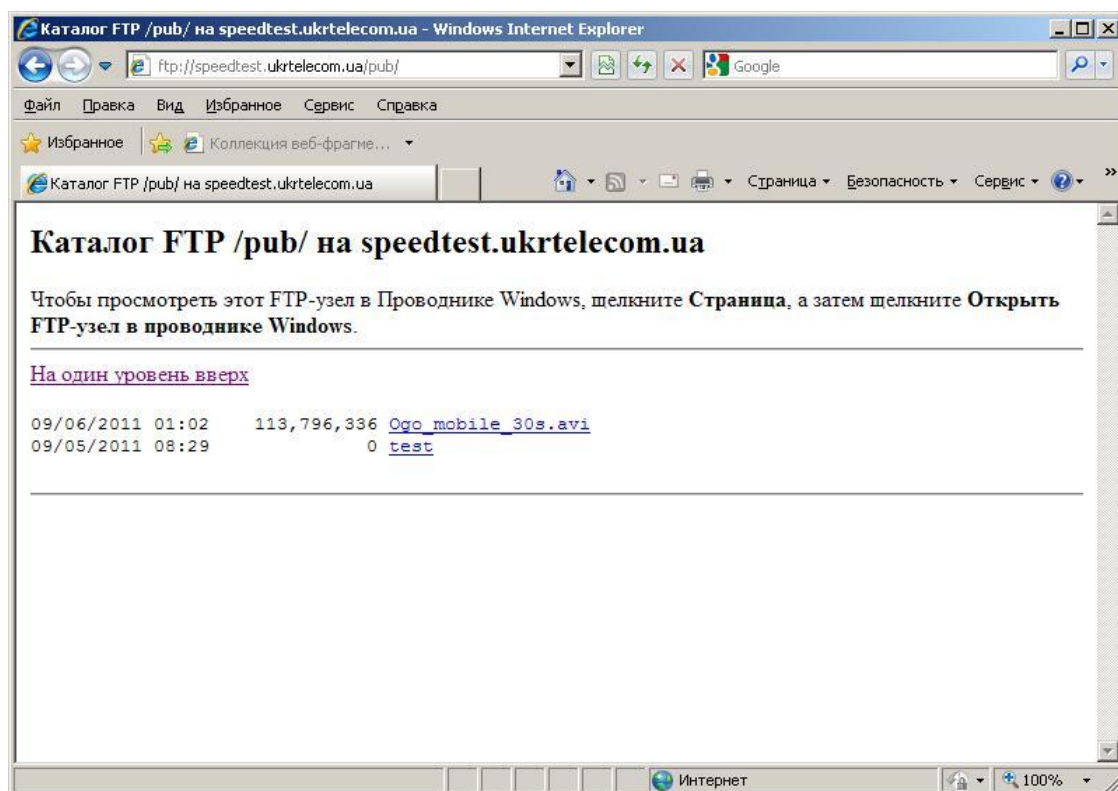 Каталог FTP /pub/ на speedtest.ukrtelecom.ua - Windows Internet Explorer
ftp://speedtest.ukrtelecom.ua/pub/ Google
Файл Правка Вид Избранное Сервис Справка
Избранное Коллекция веб-фрагме...
Каталог FTP /pub/ на speedtest.ukrtelecom.ua Страница Безопасность Сервис »
Каталог FTP /pub/ на speedtest.ukrtelecom.ua
Чтобы просмотреть этот FTP-узел в Проводнике Windows, щелкните Страница, а затем щелкните Открыть
FTP-узел в проводнике Windows.
На один уровень вверх
09/06/2011 01:02 113,796,336 Ogo_mobile_30s.avi
09/05/2011 08:29 0 test
Интернет 100%